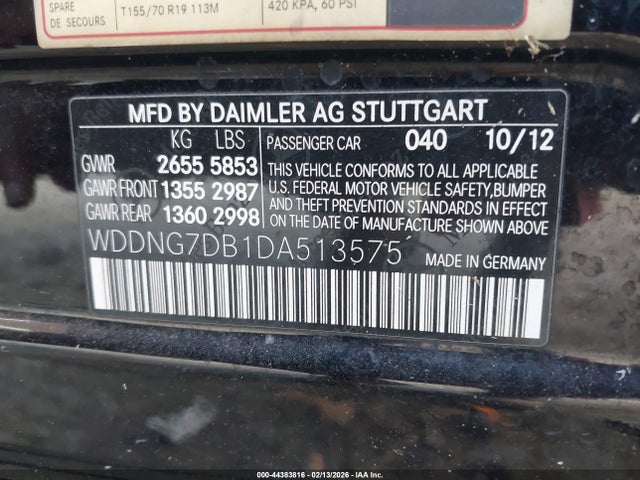 SPARE T155/70 R19 113M 420 KPA, 60 PSI
DE SECOURS
MFD BY DAIMLER AG STUTTGART
KG LBS PASSENGER CAR 040 10/12
GVWR 2655 5853
GAWR FRONT 1355 2987
GAWR REAR 1360 2998
THIS VEHICLE CONFORMS TO ALL APPLICABLE
U.S. FEDERAL MOTOR VEHICLE SAFETY,BUMPER
AND THEFT PREVENTION STANDARDS IN EFFECT
ON THE DATE OF MANUFACTURE SHOWN ABOVE
WDDNG7DB1DA513575
MADE IN GERMANY
000-44383816 - 02/13/2026 - IAAI.COM